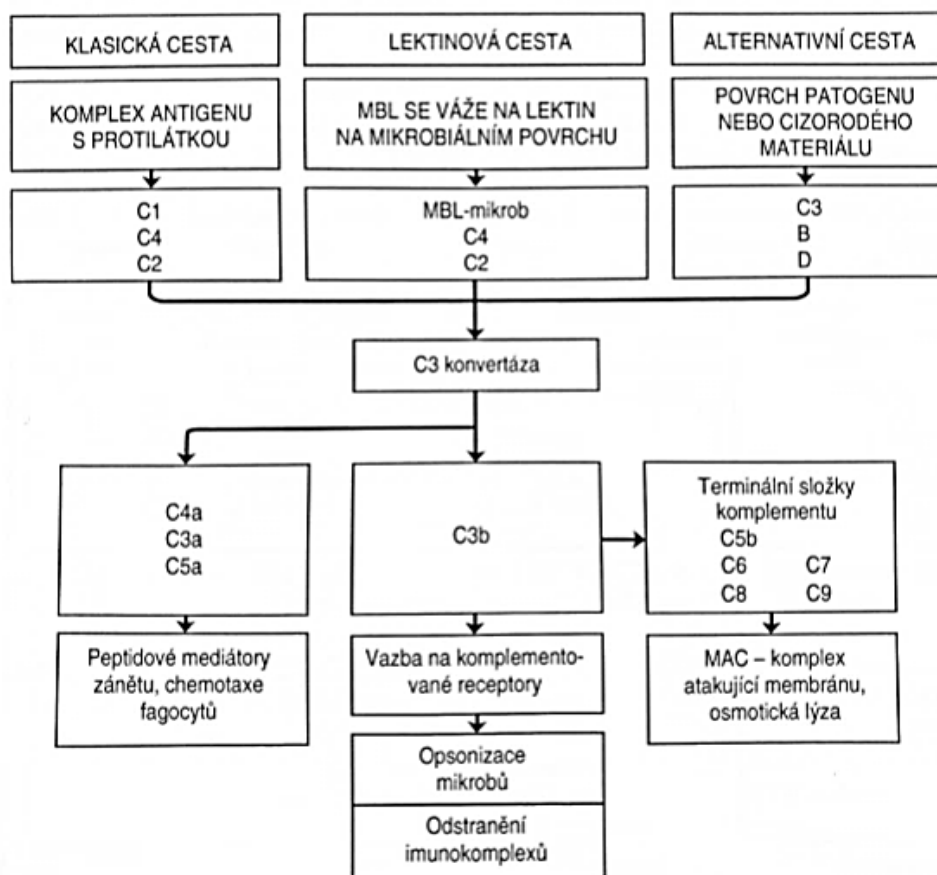 KLASICKÁ CESTA
LEKTINOVÁ CESTA
ALTERNATIVNÍ CESTA
KOMPLEX ANTIGENU
S PROTILÁTKOU
MBL SE VÁŽE NA LEKTIN
NA MIKROBIÁLNÍM POVRCHU
POVRCH PATOGENU
NEBO CIZORODÉHO
MATERIÁLU
C1
C4
C2
MBL-mikrob
C4
C2
C3
B
D
C3 konvertáza
C4a
C3a
C5a
C3b
Terminální složky
komplementu
C5b
C6 C7
C8 C9
Peptidové mediátory
zánětu, chemotaxe
fagocytů
Vazba na komplemento-
vané receptory
MAC – komplex
atakující membránu,
osmotická lýza
Opsonizace
mikrobů
Odstranění
imunokomplexů